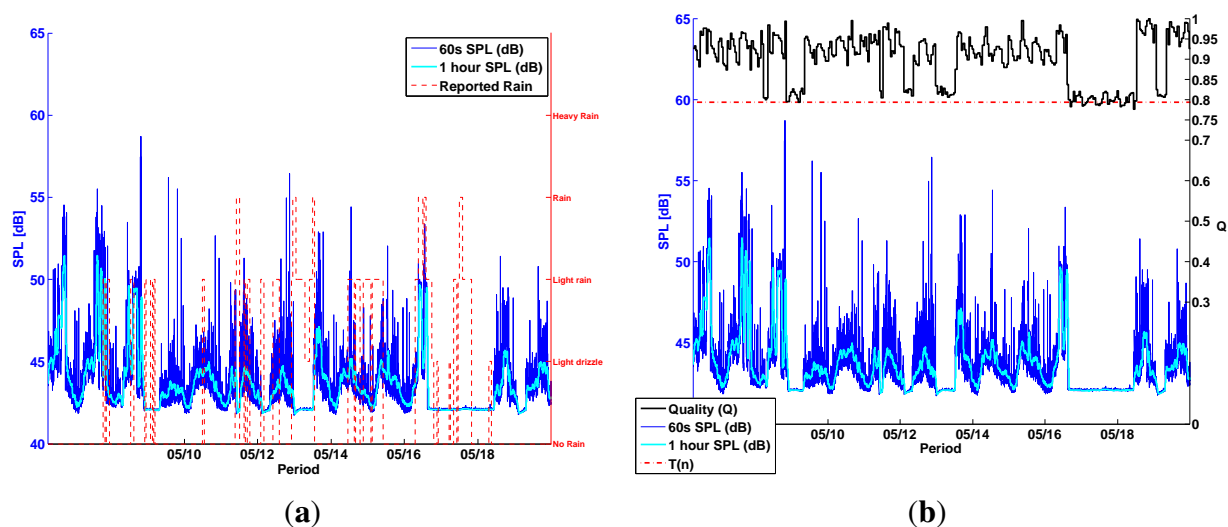 65
60
55
50
45
40
SPL [dB]
60s SPL (dB)
1 hour SPL (dB)
Reported Rain
Heavy Rain
Rain
Light rain
Light drizzle
No Rain
05/10 05/12 05/14 05/16 05/18
Period
(a)
65
60
55
50
45
SPL [dB]
1
0.95
0.9
0.85
0.8
0.75
0.6
0.5
0.4
0.3
0
Q
Quality (Q)
60s SPL (dB)
1 hour SPL (dB)
T(n)
05/10 05/12 05/14 05/16 05/18
Period
(b)